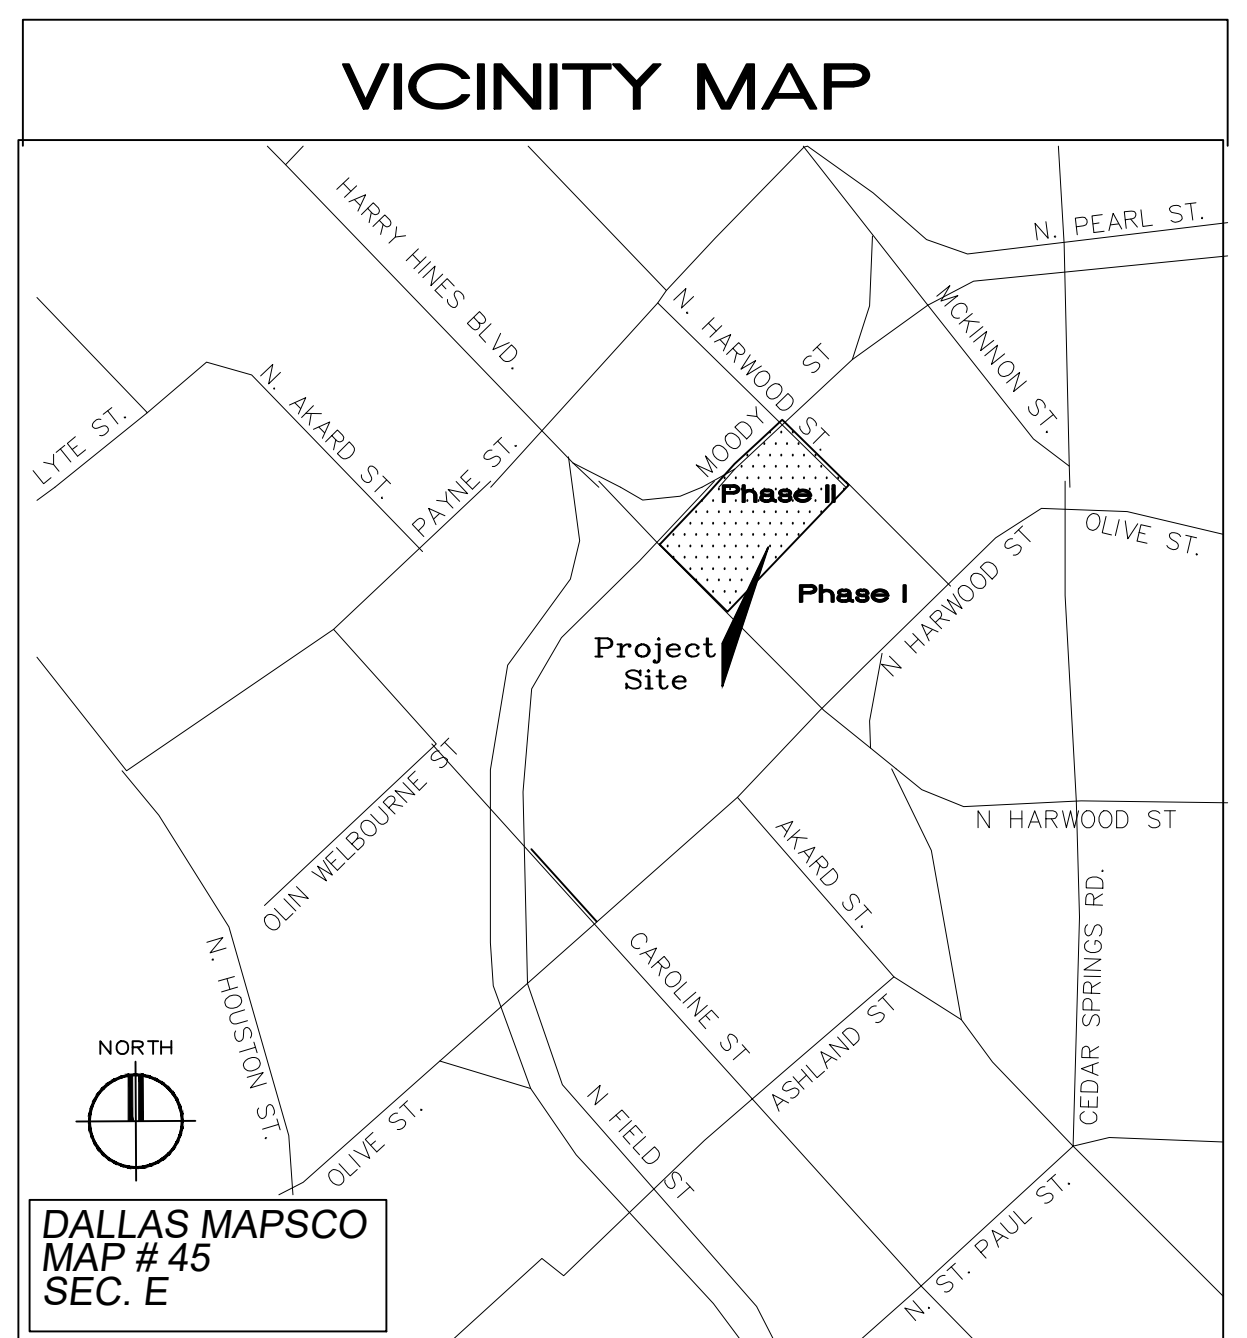 VICINITY MAP
HARRY HINES BLVD.
N. PEARL ST.
N. HARWOOD ST.
MCKINNON ST.
MOODY ST
N. AKARD ST.
LYTE ST.
PAYNE ST.
Phase II
OLIVE ST.
Phase I
N HARWOOD ST
Project
Site
OLIN WELBOURNE ST
N HARWOOD ST
AKARD ST.
CEDAR SPRINGS RD.
N. HOUSTON ST.
CAROLINE ST
ASHLAND ST
NORTH
OLIVE ST.
N FIELD ST
N. ST. PAUL ST.
DALLAS MAPSCO
MAP # 45
SEC. E